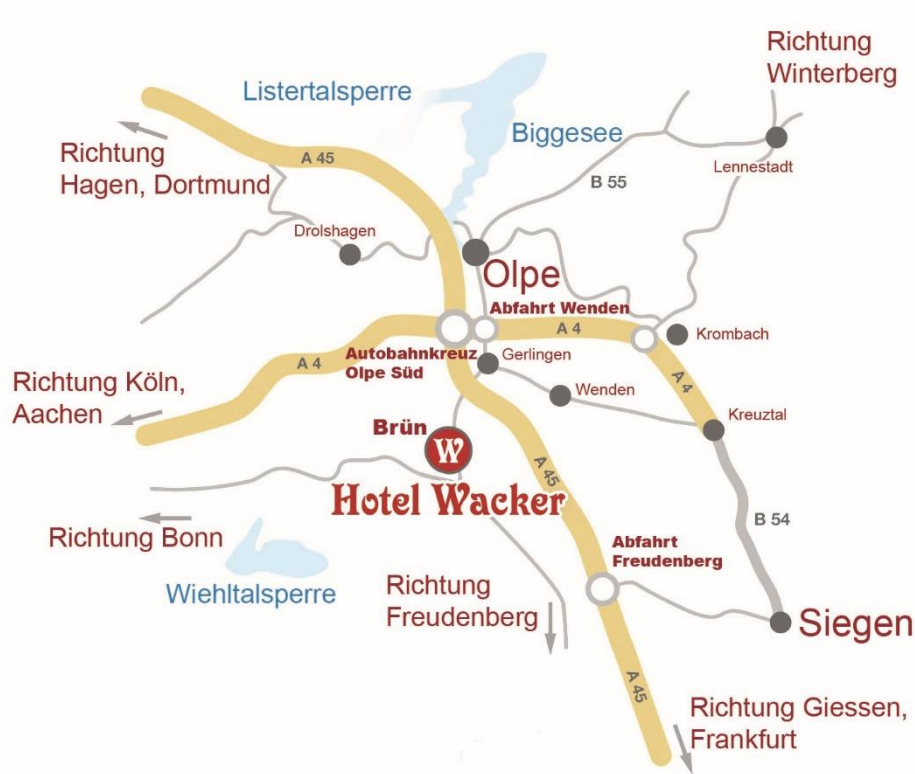 Richtung
Winterberg
Listertalsperre
Biggesee
Richtung
Hagen, Dortmund
A 45
B 55
Lennestadt
Drolshagen
Olpe
Abfahrt Wenden
A 4
Krombach
Autobahnkreuz
Olpe Süd
Gerlingen
A 4
Richtung Köln,
Aachen
Wenden
A 4
Kreuztal
Brün
W
Hotel Wacker
A 45
B 54
Richtung Bonn
Wiehltalsperre
Abfahrt
Freudenberg
Richtung
Freudenberg
Siegen
A 45
Richtung Giessen,
Frankfurt